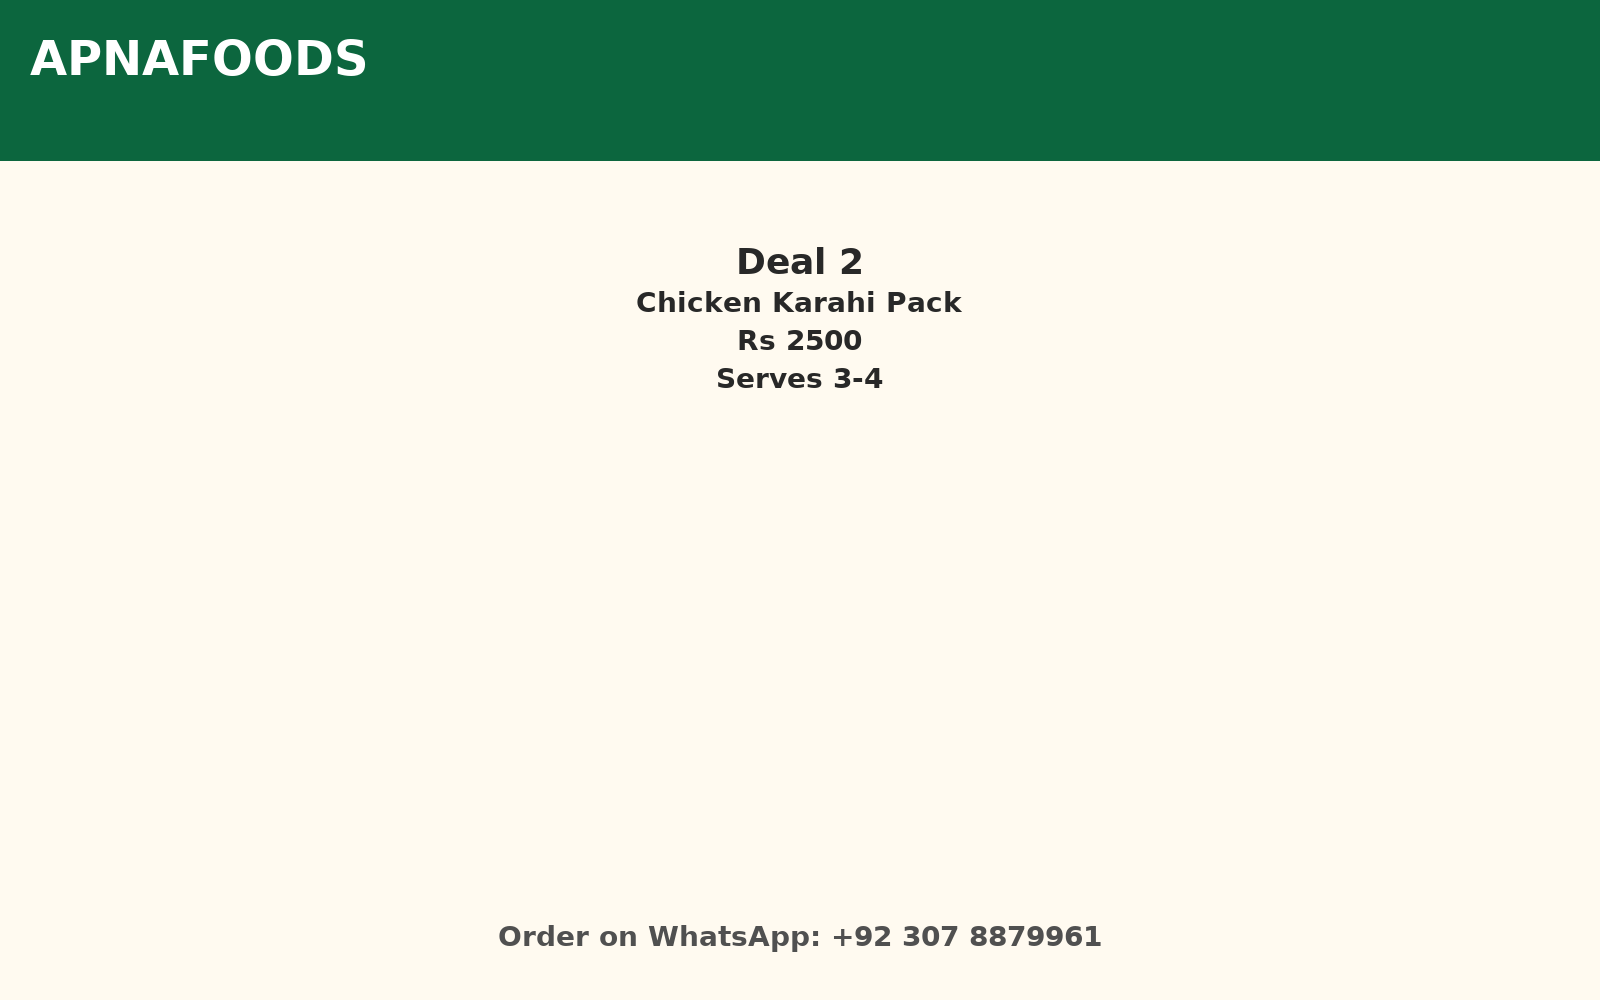 APNAFOODS
Deal 2
Chicken Karahi Pack
Rs 2500
Serves 3-4
Order on WhatsApp: +92 307 8879961